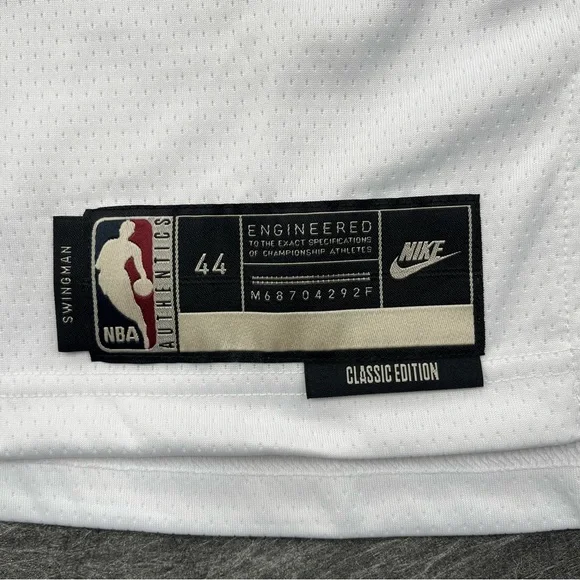 SWINGMAN
NBA
AUTHENTICS
44
ENGINEERED
TO THE EXACT SPECIFICATIONS
OF CHAMPIONSHIP ATHLETES
M68704292F
NIKE
CLASSIC EDITION